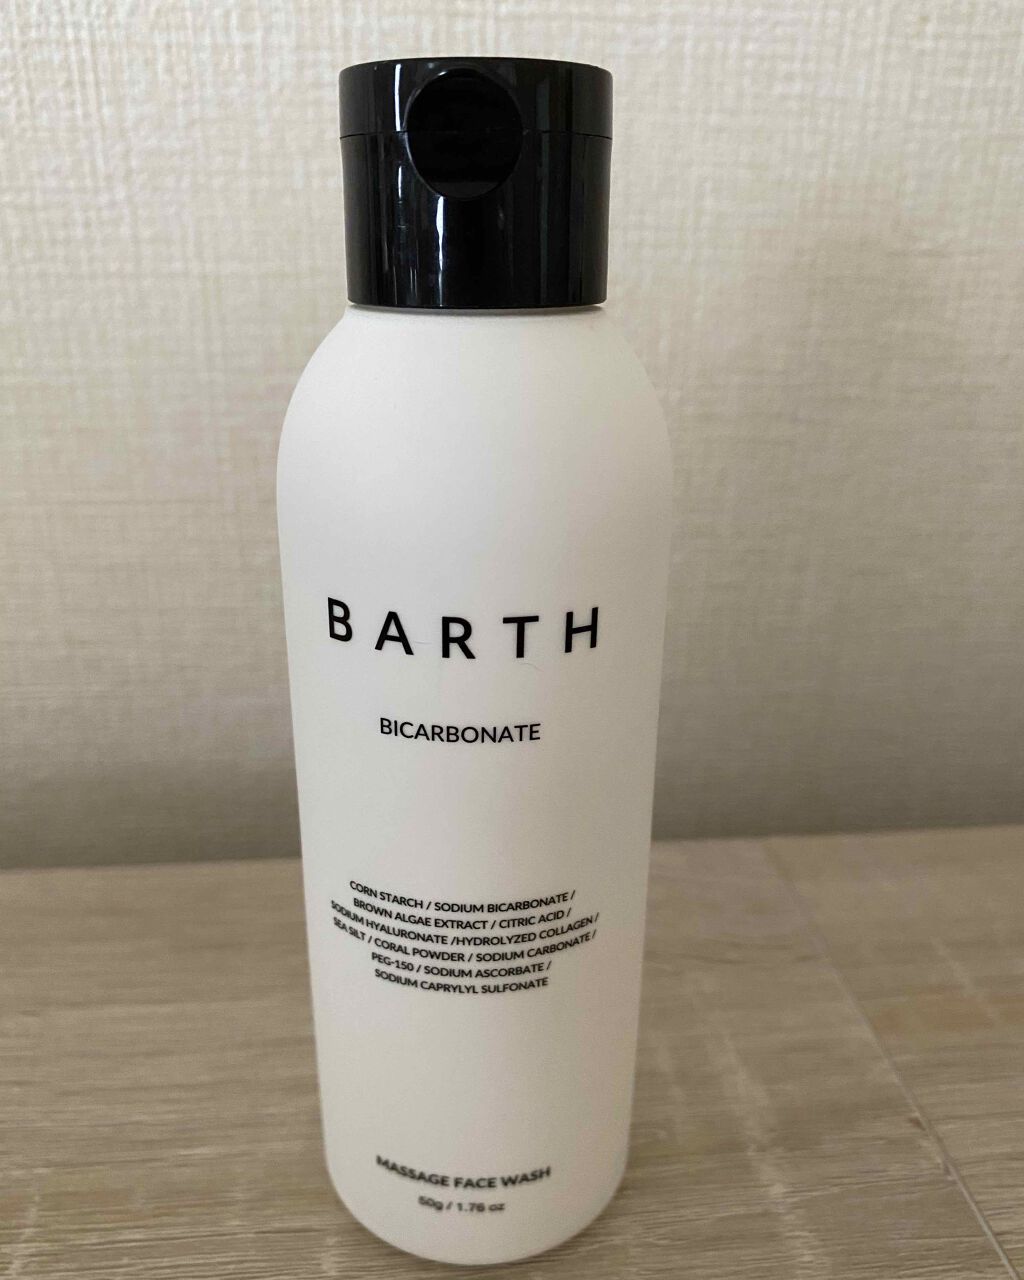 BARTH
BICARBONATE
CORN STARCH / SODIUM BICARBONATE /
BROWN ALGAE EXTRACT / CITRIC ACID /
SODIUM HYALURONATE /HYDROLYZED COLLAGEN /
SEA SILT / CORAL POWDER / SODIUM CARBONATE /
PEG-150 / SODIUM ASCORBATE /
SODIUM CAPRYLYL SULFONATE
MASSAGE FACE WASH
50g / 1.76 oz